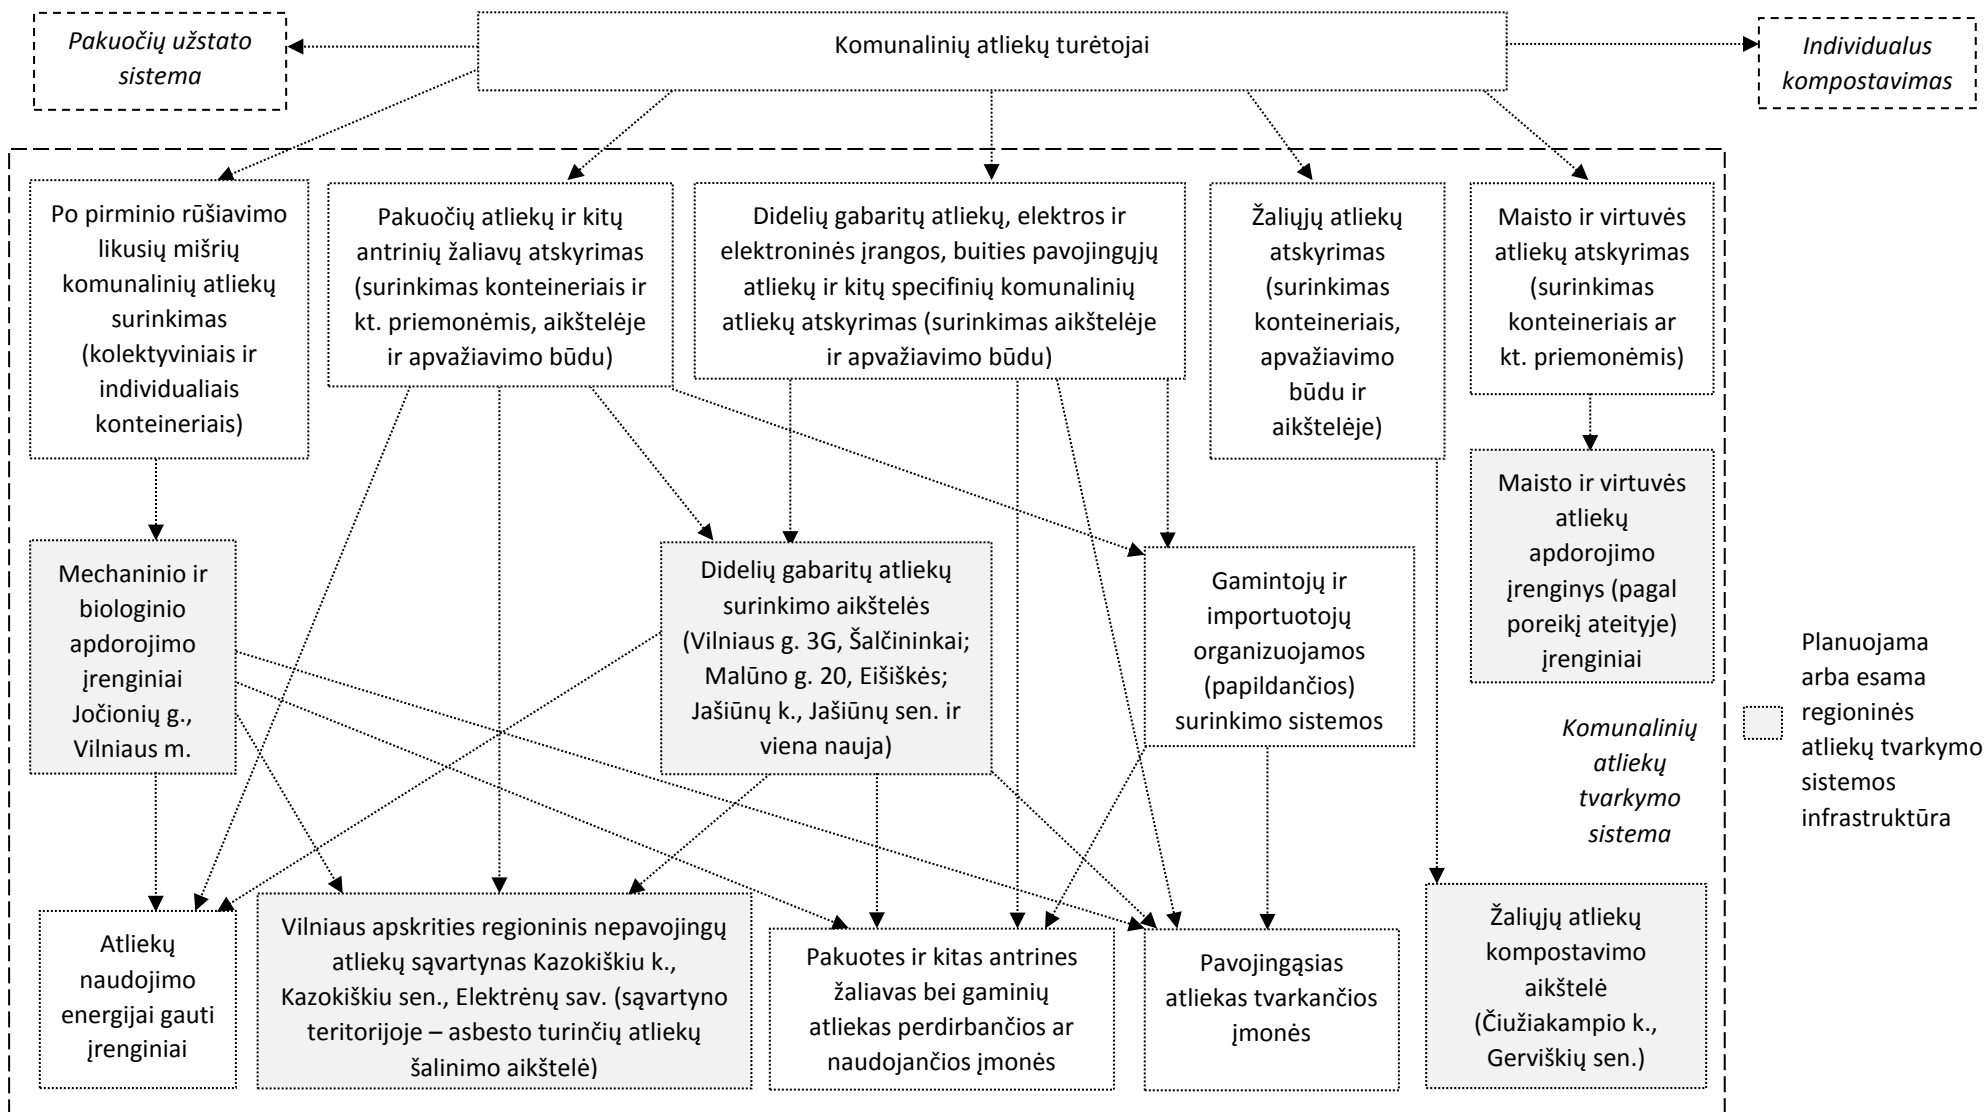 Pakuočių užstato
sistema
Komunalinių atliekų turėtojai
Individualus
kompostavimas
Po pirminio rūšiavimo
likusių mišrių
komunalinių atliekų
surinkimas
(kolektyviniais ir
individualiais
konteineriais)
Pakuočių atliekų ir kitų
antrinių žaliavų atskyrimas
(surinkimas konteineriais ir
kt. priemonėmis, aikštelėje
ir apvažiavimo būdu)
Didelių gabaritų atliekų, elektros ir
elektroninės įrangos, buities pavojingųjų
atliekų ir kitų specifinių komunalinių
atliekų atskyrimas (surinkimas aikštelėje
ir apvažiavimo būdu)
Žaliųjų atliekų
atskyrimas
(surinkimas
konteineriais,
apvažiavimo
būdu ir
aikštelėje)
Maisto ir virtuvės
atliekų atskyrimas
(surinkimas
konteineriais ar
kt. priemonėmis)
Maisto ir virtuvės
atliekų
apdorojimo
įrenginys (pagal
poreikį ateityje)
įrenginiai
Mechaninio ir
biologinio
apdorojimo
įrenginiai
Jočionių g.,
Vilniaus m.
Didelių gabaritų atliekų
surinkimo aikštelės
(Vilniaus g. 3G, Šalčininkai;
Malūno g. 20, Eišiškės;
Jašiūnų k., Jašiūnų sen. ir
viena nauja)
Gamintojų ir
importuotojų
organizuojamos
(papildančios)
surinkimo sistemos
Komunalinių
atliekų
tvarkymo
sistema
Planuojama
arba esama
regioninės
atliekų tvarkymo
sistemos
infrastruktūra
Atliekų
naudojimo
energijai gauti
įrenginiai
Vilniaus apskrities regioninis nepavojingų
atliekų sąvartynas Kazokiškiu k.,
Kazokiškiu sen., Elektrėnų sav. (sąvartyno
teritorijoje – asbesto turinčių atliekų
šalinimo aikštelė)
Pakuotes ir kitas antrines
žaliavas bei gaminių
atliekas perdirbančios ar
naudojančios įmonės
Pavojingąsias
atliekas tvarkančios
įmonės
Žaliųjų atliekų
kompostavimo
aikštelė
(Čiužiakampio k.,
Gerviškių sen.)